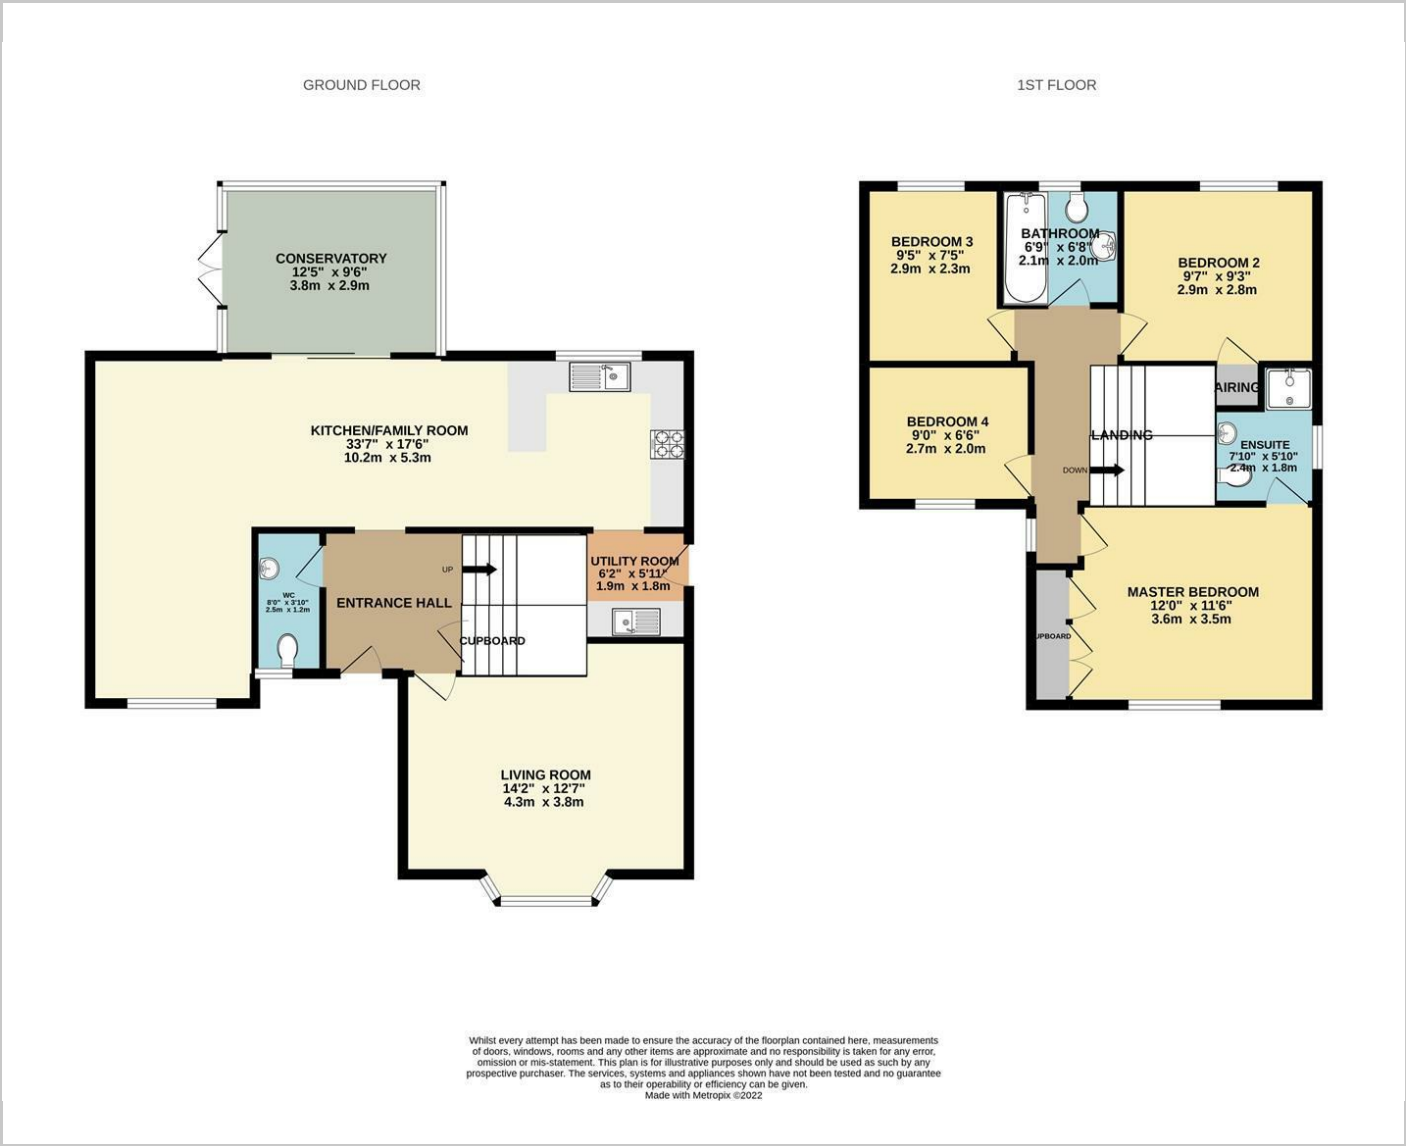 GROUND FLOOR
CONSERVATORY
12'5" x 9'6"
3.8m x 2.9m
KITCHEN/FAMILY ROOM
33'7" x 17'6"
10.2m x 5.3m
UP
UTILITY ROOM
6'2" x 5'11"
1.9m x 1.8m
WC
8'0" x 3'10"
2.5m x 1.2m
ENTRANCE HALL
CUPBOARD
LIVING ROOM
14'2" x 12'7"
4.3m x 3.8m
1ST FLOOR
BEDROOM 3
9'5" x 7'5"
2.9m x 2.3m
BATHROOM
6'9" x 6'8"
2.1m x 2.0m
BEDROOM 2
9'7" x 9'3"
2.9m x 2.8m
AIRING
BEDROOM 4
9'0" x 6'6"
2.7m x 2.0m
LANDING
DOWN
ENSUITE
7'10" x 5'10"
2.4m x 1.8m
MASTER BEDROOM
12'0" x 11'6"
3.6m x 3.5m
UPBOARD
Whilst every attempt has been made to ensure the accuracy of the floorplan contained here, measurements
of doors, windows, rooms and any other items are approximate and no responsibility is taken for any error,
omission or mis-statement. This plan is for illustrative purposes only and should be used as such by any
prospective purchaser. The services, systems and appliances shown have not been tested and no guarantee
as to their operability or efficiency can be given.
Made with Metropix ©2022